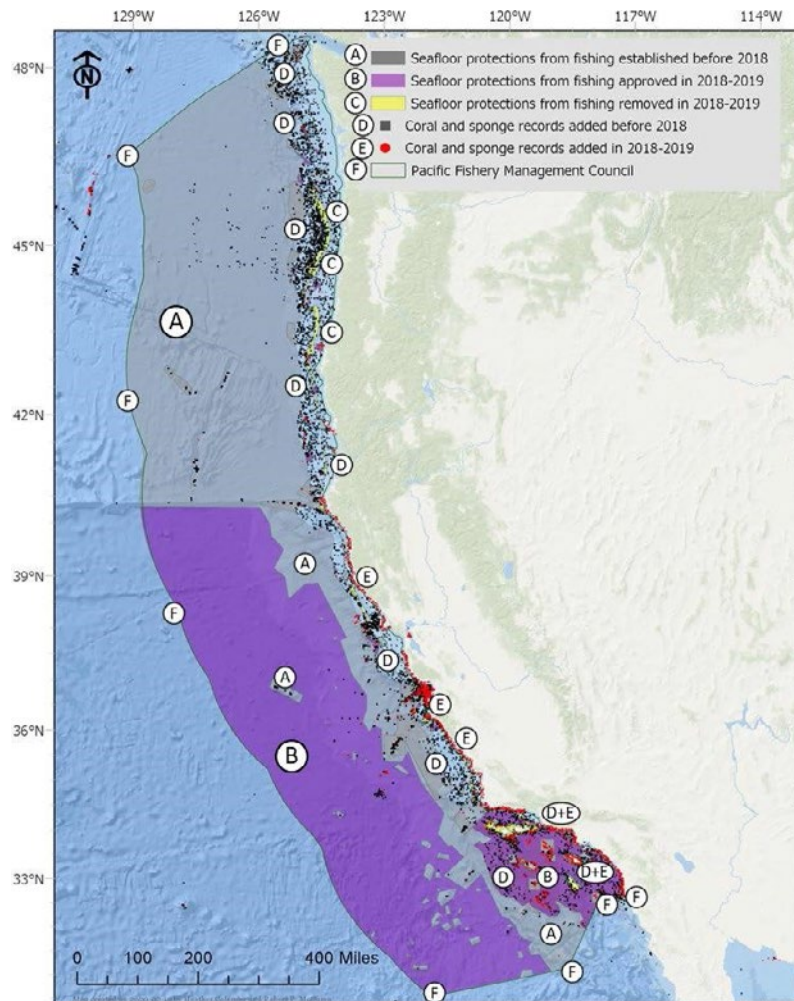 129°W 126°W 123°W 120°W 117°W
48°N
45°N
42°N
39°N
36°N
33°N
N
A Seafloor protections from fishing established before 2018
B Seafloor protections from fishing approved in 2018-2019
C Seafloor protections from fishing removed in 2018-2019
D Coral and sponge records added before 2018
E Coral and sponge records added in 2018-2019
F Pacific Fishery Management Council
F
D
D
F
C
D
C
A
C
D
F
D
A
E
F
D
A
E
B
E
D
D+E
D B D+E
F F
A
F
F
0 100 200 400 Miles